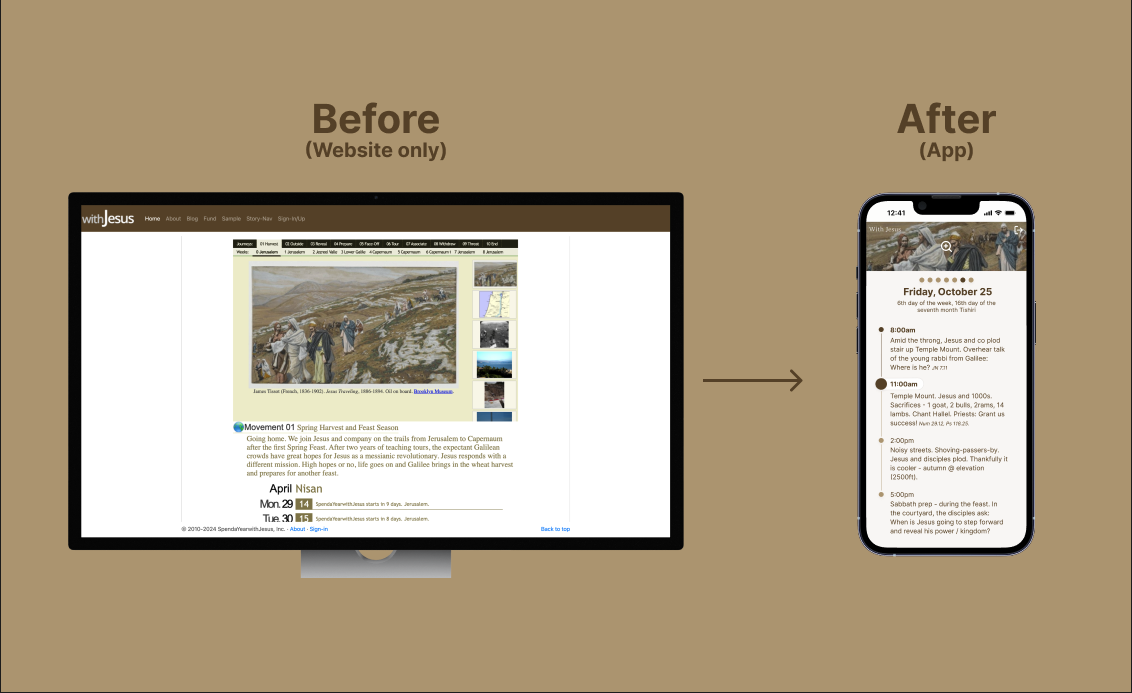 Before
(Website only)
After
(App)
withJesus Home About Blog Fund Sample Story-Nav Sign-In/Up
Journeys: 01 Harvest 02 Outside 03 Reveal 04 Prepare 05 Face Off 06 Tour 07 Associate 08 Withdraw 09 Threat 10 End
Weeks: 0 Jerusalem 1 Jerusalem 2 Jezreel Valle 3 Lower Galilee 4 Capernaum 5 Capernaum 6 Capernaum I 7 Jerusalem 8 Jerusalem
James Tissot (French, 1836-1902). Jesus Traveling, 1886-1894. Oil on board. Brooklyn Museum.
Movement 01 Spring Harvest and Feast Season
Going home. We join Jesus and company on the trails from Jerusalem to Capernaum
after the first Spring Feast. After two years of teaching tours, the expectant Galilean
crowds have great hopes for Jesus as a messianic revolutionary. Jesus responds with a
different mission. High hopes or no, life goes on and Galilee brings in the wheat harvest
and prepares for another feast.
April Nisan
Mon. 29 14 SpendaYearwithJesus starts in 9 days. Jerusalem.
Tue. 30 15 SpendaYearwithJesus starts in 8 days. Jerusalem.
© 2010-2024 SpendaYearwithJesus, Inc. · About · Sign-in
Back to top
12:41
With Jesus
Friday, October 25
6th day of the week, 16th day of the
seventh month Tishiri
8:00am
Amid the throng, Jesus and co plod
stair up Temple Mount. Overhear talk
of the young rabbi from Galilee:
Where is he? JN 7.11
11:00am
Temple Mount. Jesus and 1000s.
Sacrifices - 1 goat, 2 bulls, 2rams, 14
lambs. Chant Hallel. Priests: Grant us
success! Num 29.12, Ps 118.25.
2:00pm
Noisy streets. Shoving-passers-by.
Jesus and disciples plod. Thankfully it
is cooler - autumn @ elevation
(2500ft).
5:00pm
Sabbath prep - during the feast. In
the courtyard, the disciples ask:
When is Jesus going to step forward
and reveal his power / kingdom?